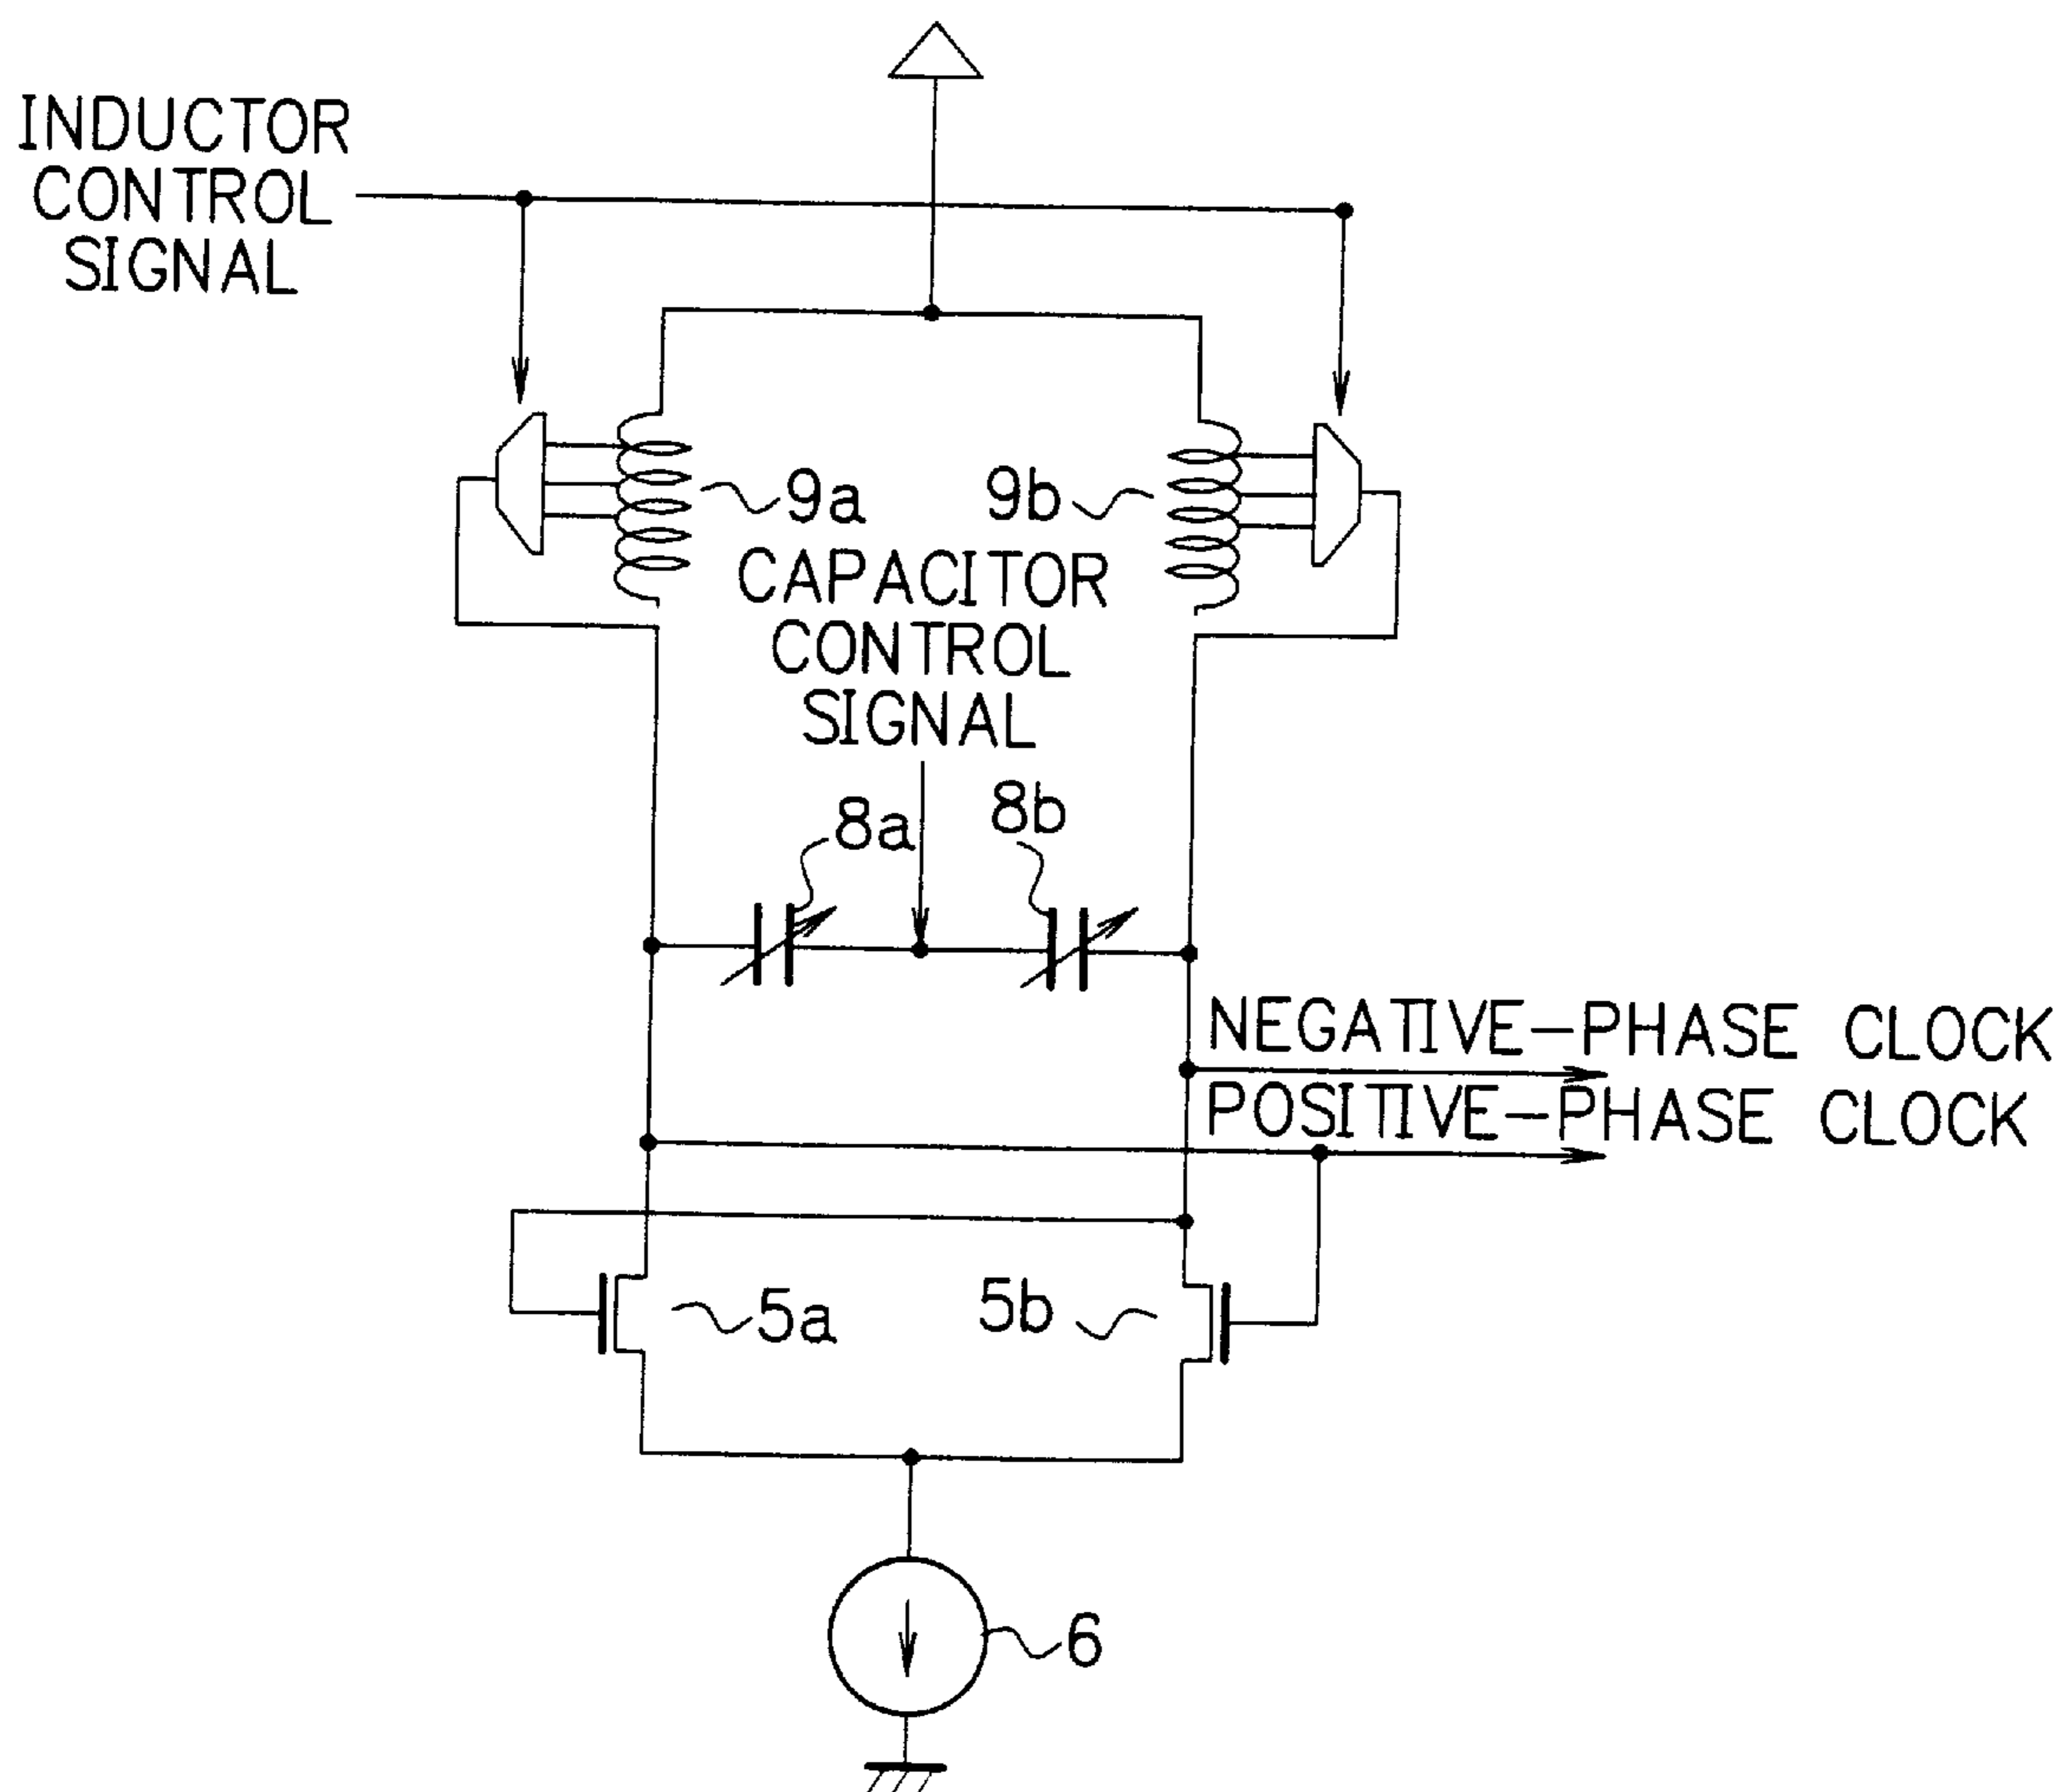 INDUCTOR
CONTROL
SIGNAL
9a
9b
CAPACITOR
CONTROL
SIGNAL
8a
8b
NEGATIVE-PHASE CLOCK
POSITIVE-PHASE CLOCK
5a
5b
6